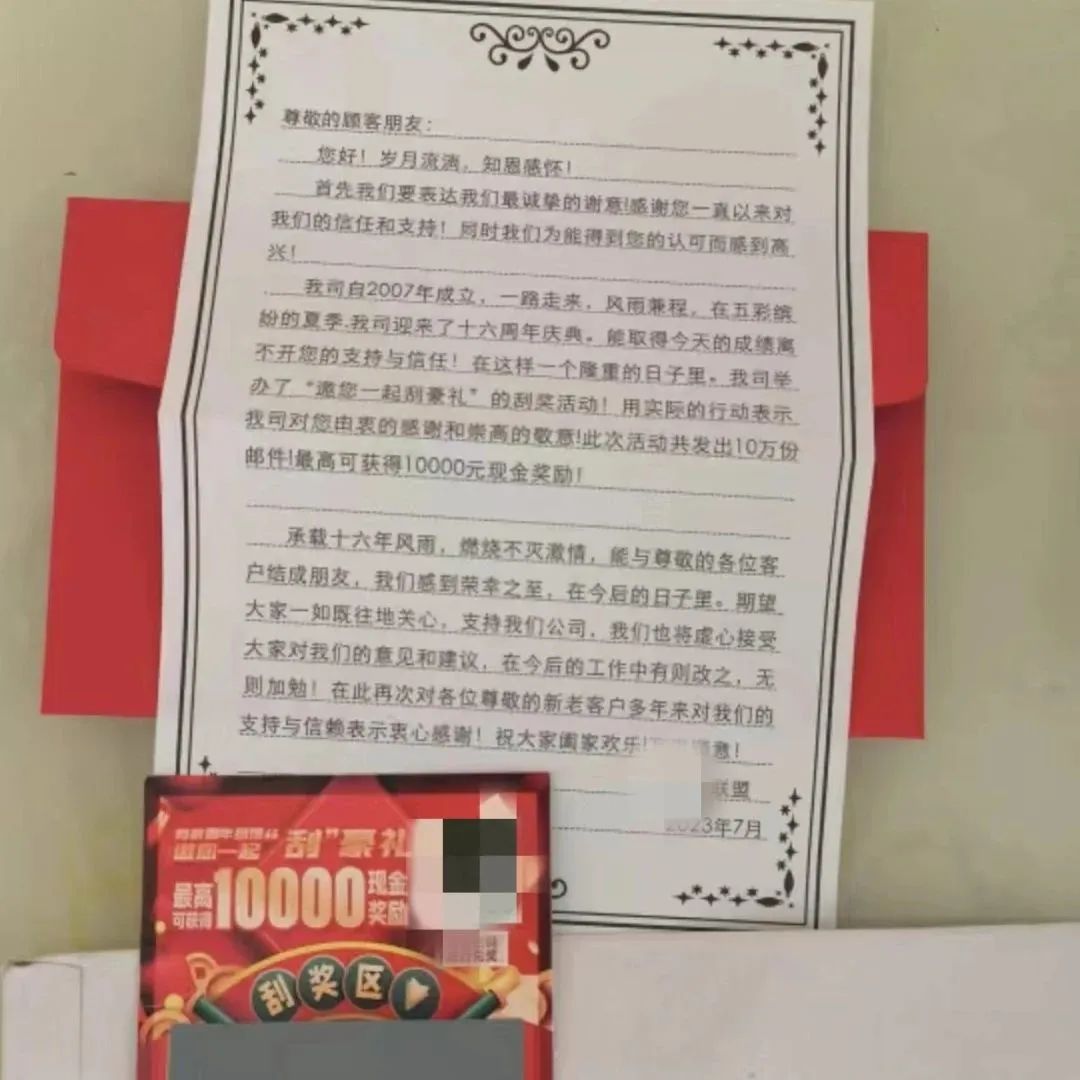 尊敬的顾客朋友：
您好！岁月流淌，知恩感怀！
首先我们要表达我们最诚挚的谢意!感谢您一直以来对
我们的信任和支持！同时我们为能得到您的认可而感到高
兴！
我司自2007年成立，一路走来，风雨兼程，在五彩缤
纷的夏季.我司迎来了十六周年庆典。能取得今天的成绩离
不开您的支持与信任！在这样一个隆重的日子里。我司举
办了“邀您一起刮豪礼”的刮奖活动！用实际的行动表示
我司对您由衷的感谢和崇高的敬意!此次活动共发出10万份
邮件!最高可获得10000元现金奖励！
承载十六年风雨，燃烧不灭激情，能与尊敬的各位客
户结成朋友，我们感到荣幸之至，在今后的日子里。期望
大家一如既往地关心，支持我们公司，我们也将虚心接受
大家对我们的意见和建议，在今后的工作中有则改之，无
则加勉！在此再次对各位尊敬的新老客户多年来对我们的
支持与信赖表示衷心感谢！祝大家阖家欢乐!意！
联盟
2023年7月
邀您一起“刮”豪礼
最高可获得10000现金奖励
刮奖区